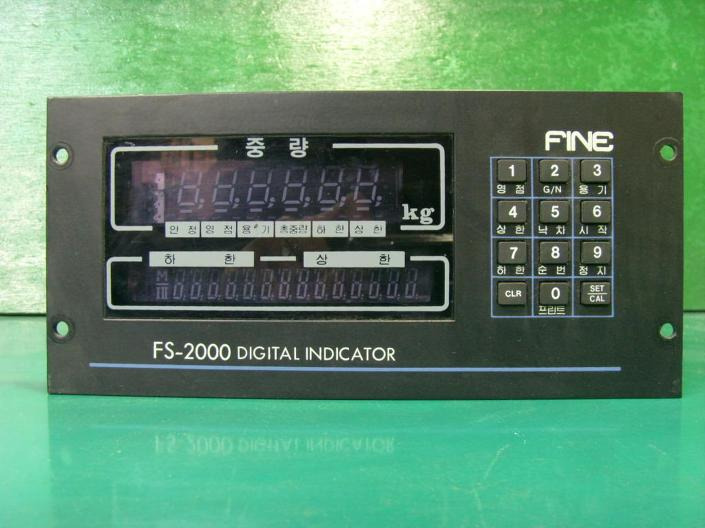 중 량
FINE
kg
안 정 영 점 용 기 총중량 하 한 상 한
하 한 상 한
M
1 2 3
영 점 G/N 용 기
4 5 6
상 한 낙 차 시 작
7 8 9
하 한 순 번 정 지
CLR 0 SET/CAL
프린트
FS-2000 DIGITAL INDICATOR